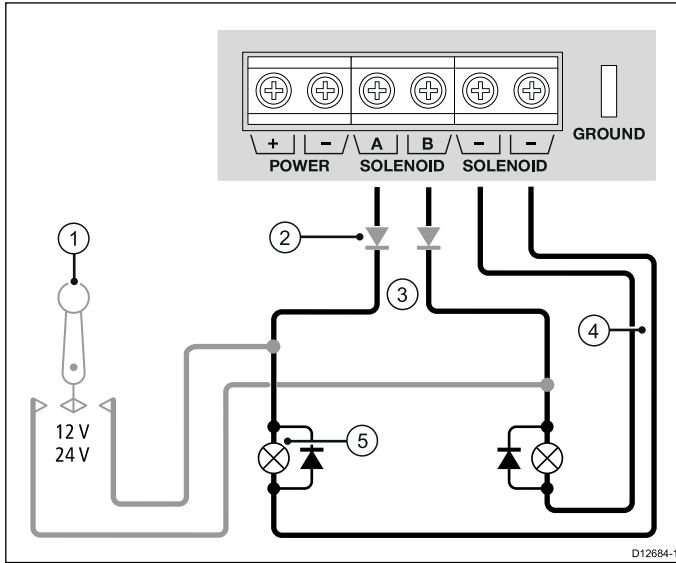 + − A B − −
POWER SOLENOID SOLENOID
GROUND
1
2
3
4
12 V
24 V
5
D12684-1